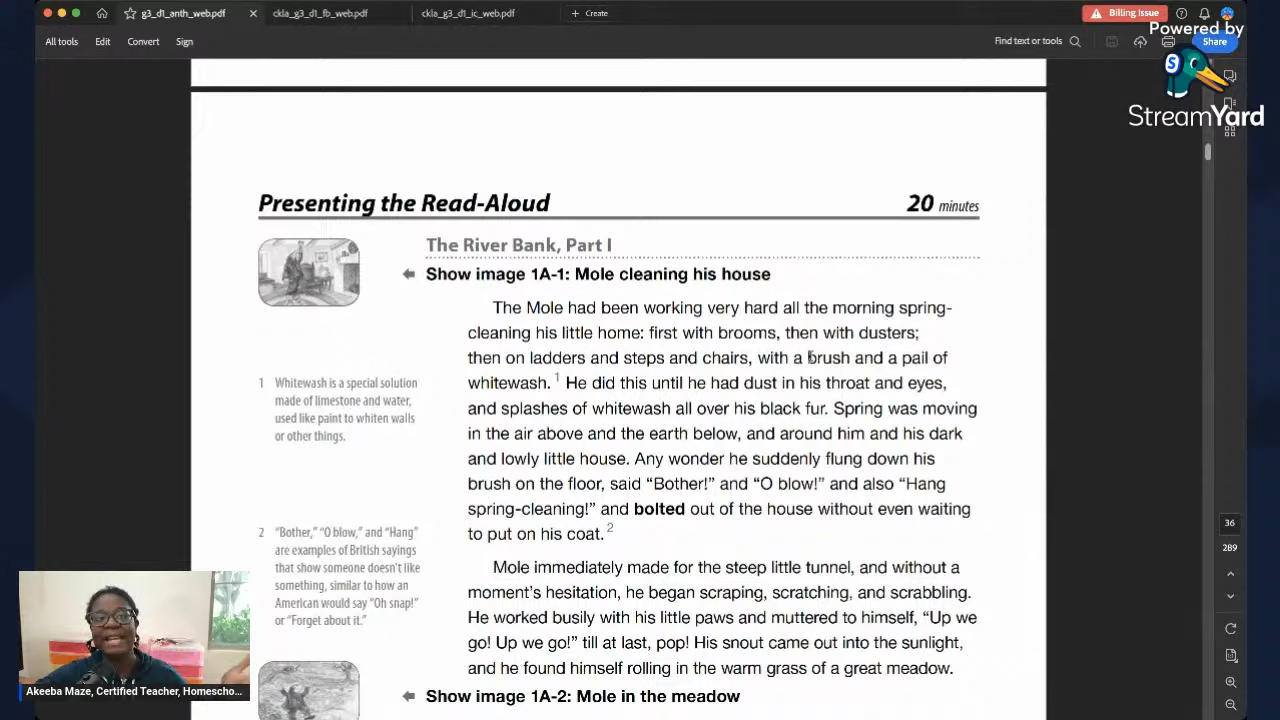 g3_d1_anth_web.pdf
ckla_g3_d1_fb_web.pdf
ckla_g3_d1_ic_web.pdf
Create
Billing Issue
All tools
Edit
Convert
Sign
Find text or tools
Share
Powered by
S
StreamYard
Presenting the Read-Aloud
20 minutes
The River Bank, Part I
Show image 1A-1: Mole cleaning his house
The Mole had been working very hard all the morning spring-
cleaning his little home: first with brooms, then with dusters;
then on ladders and steps and chairs, with a brush and a pail of
whitewash. 1 He did this until he had dust in his throat and eyes,
and splashes of whitewash all over his black fur. Spring was moving
in the air above and the earth below, and around him and his dark
and lowly little house. Any wonder he suddenly flung down his
brush on the floor, said “Bother!” and “O blow!” and also “Hang
spring-cleaning!” and bolted out of the house without even waiting
to put on his coat. 2
1 Whitewash is a special solution
made of limestone and water,
used like paint to whiten walls
or other things.
2 “Bother,” “O blow,” and “Hang”
are examples of British sayings
that show someone doesn’t like
something, similar to how an
American would say “Oh snap!”
or “Forget about it.”
Mole immediately made for the steep little tunnel, and without a
moment’s hesitation, he began scraping, scratching, and scrabbling.
He worked busily with his little paws and muttered to himself, “Up we
go! Up we go!” till at last, pop! His snout came out into the sunlight,
and he found himself rolling in the warm grass of a great meadow.
Show image 1A-2: Mole in the meadow
36
289
Akeeba Maze, Certified Teacher, Homescho...